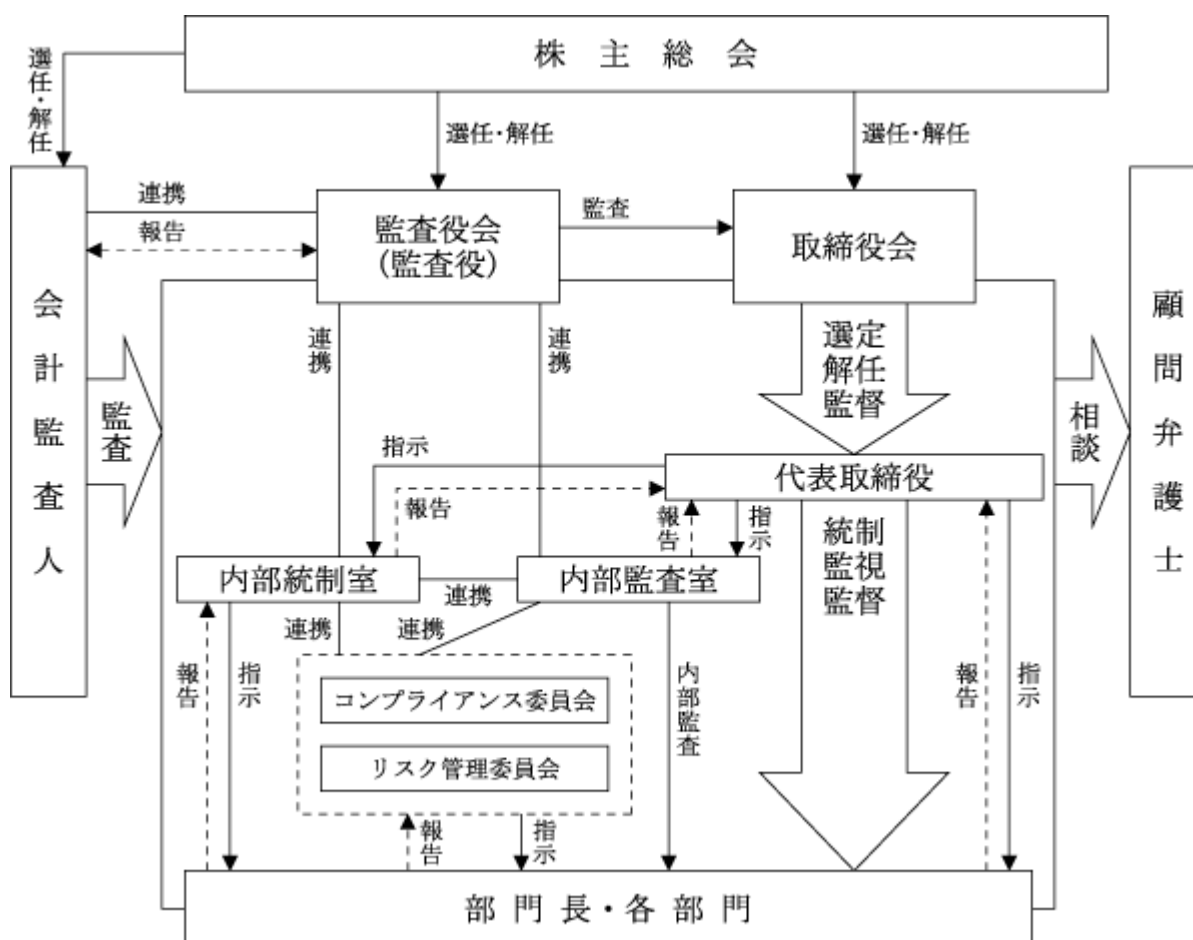 株主総会
選任・解任
選任・解任
選任・解任
連携
報告
監査役会
(監査役)
監査
取締役会
会計監査人
監査
連携
連携
選定
解任
監督
相談
顧問弁護士
指示
代表取締役
報告
報告
指示
統制
監視
監督
内部統制室
連携
内部監査室
連携
連携
報告
指示
コンプライアンス委員会
リスク管理委員会
内部監査
報告
指示
報告
指示
部門長・各部門